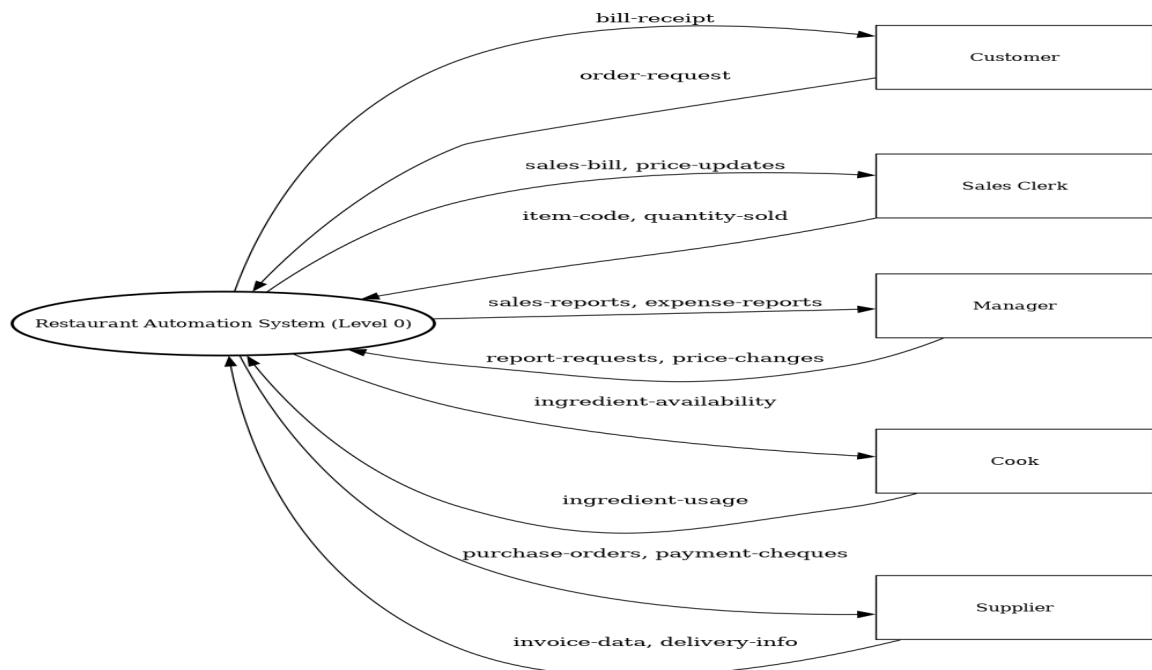 bill-receipt
Customer
order-request
sales-bill, price-updates
Sales Clerk
item-code, quantity-sold
sales-reports, expense-reports
Manager
Restaurant Automation System (Level 0)
report-requests, price-changes
ingredient-availability
Cook
ingredient-usage
purchase-orders, payment-cheques
Supplier
invoice-data, delivery-info